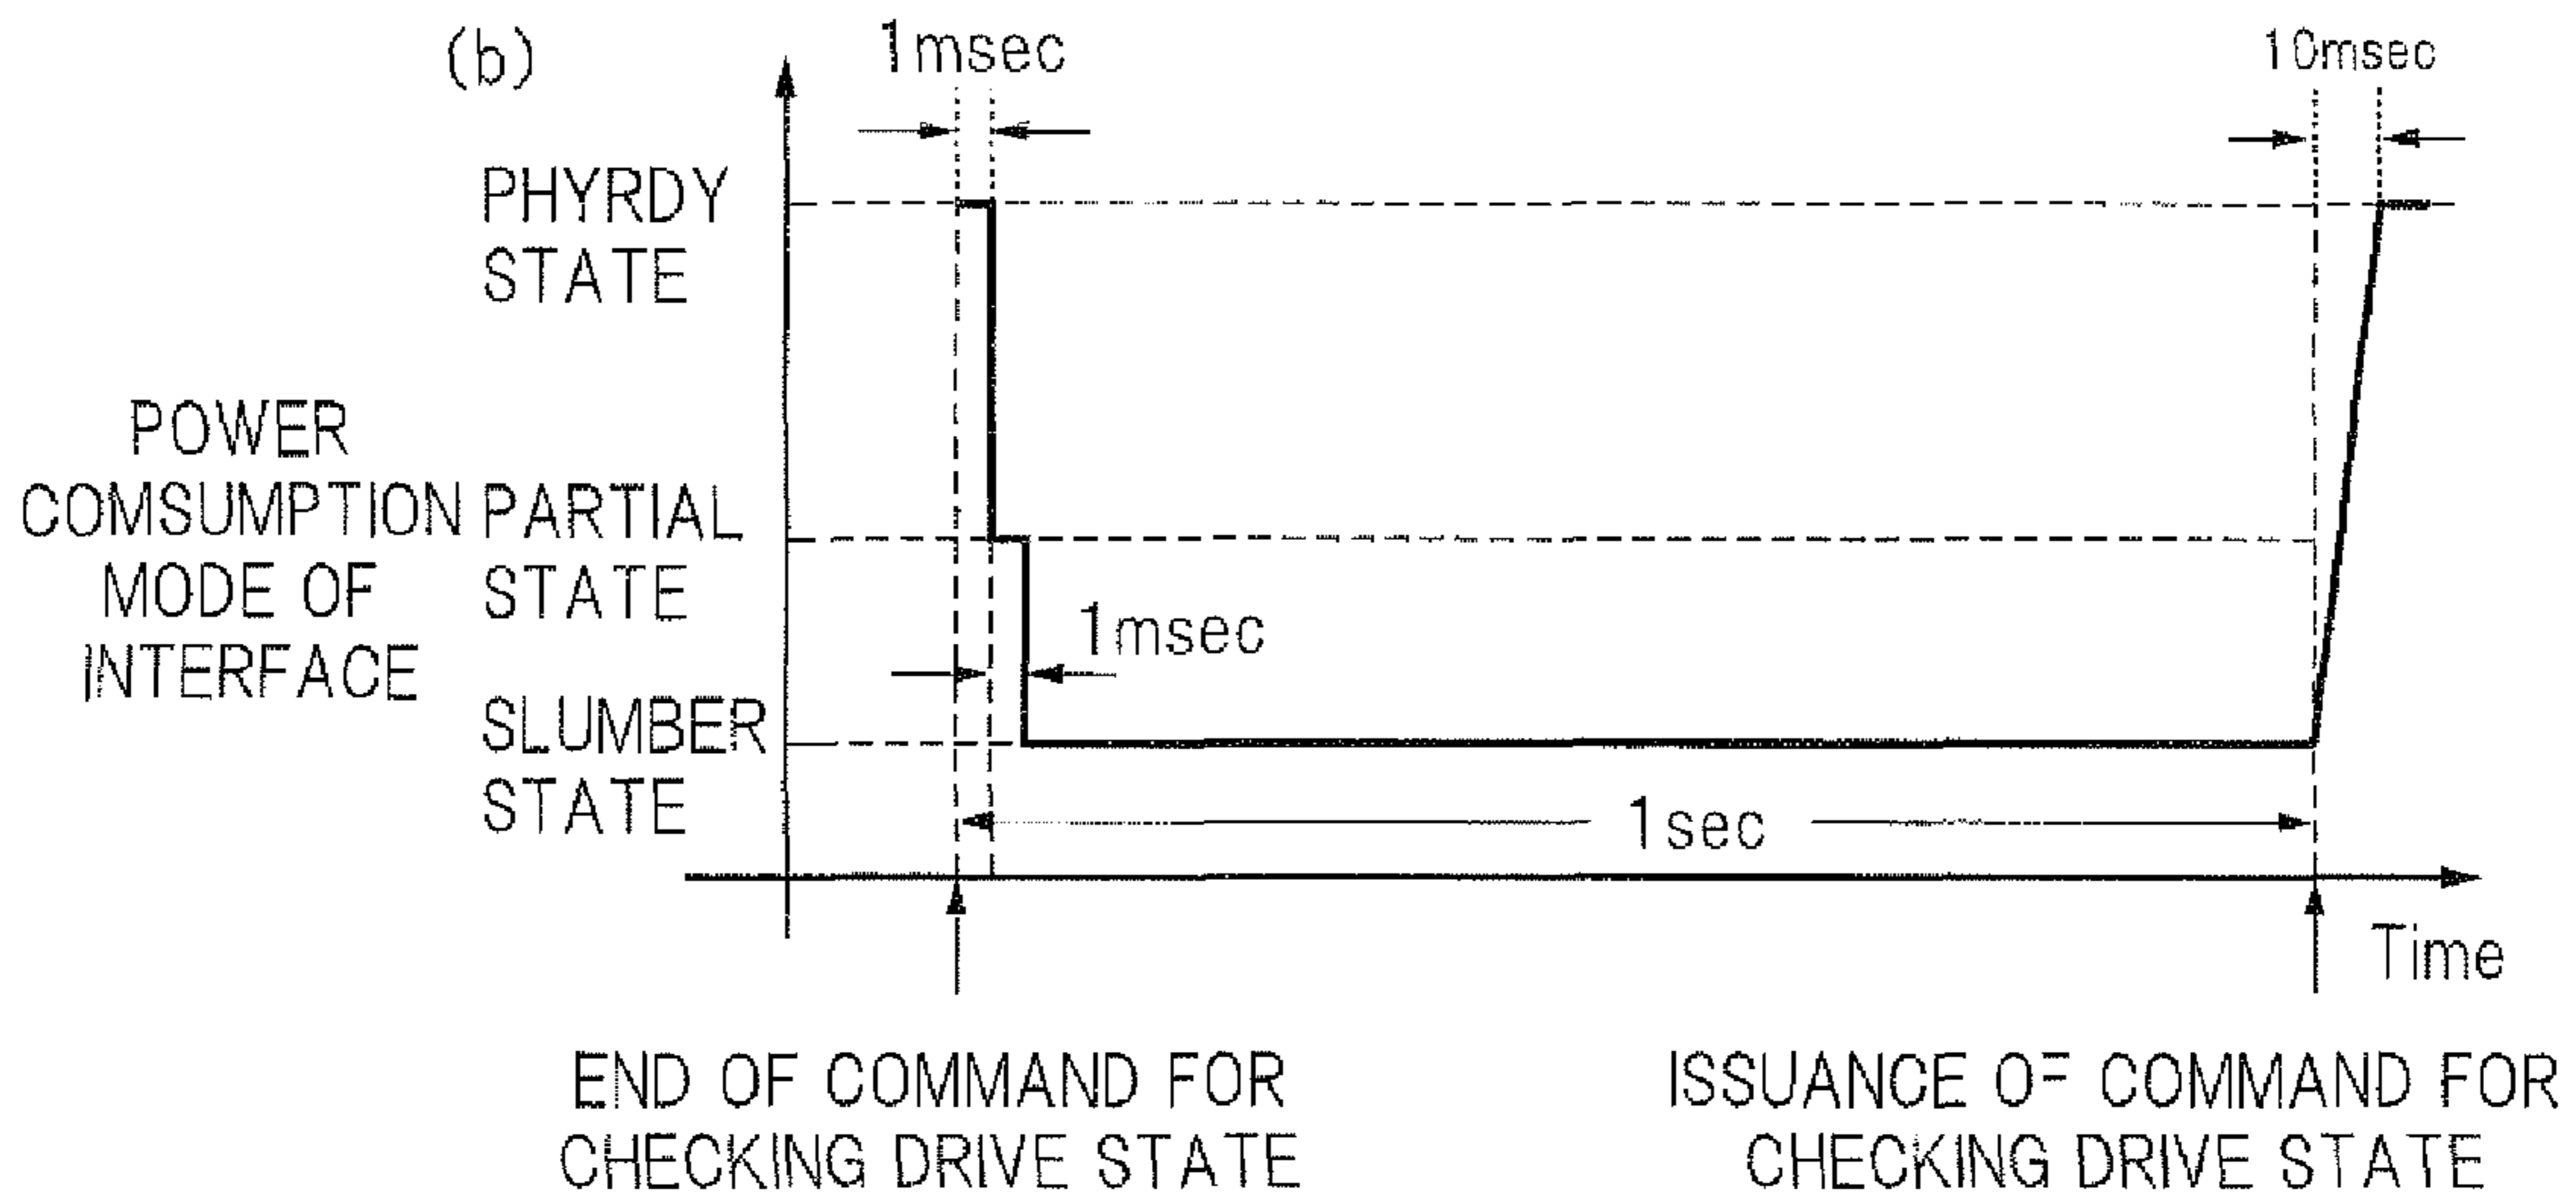 (b)
1msec
10msec
PHYRDY
STATE
POWER
COMSUMPTION
MODE OF
INTERFACE
PARTIAL
STATE
1msec
SLUMBER
STATE
1sec
Time
END OF COMMAND FOR
CHECKING DRIVE STATE
ISSUANCE OF COMMAND FOR
CHECKING DRIVE STATE